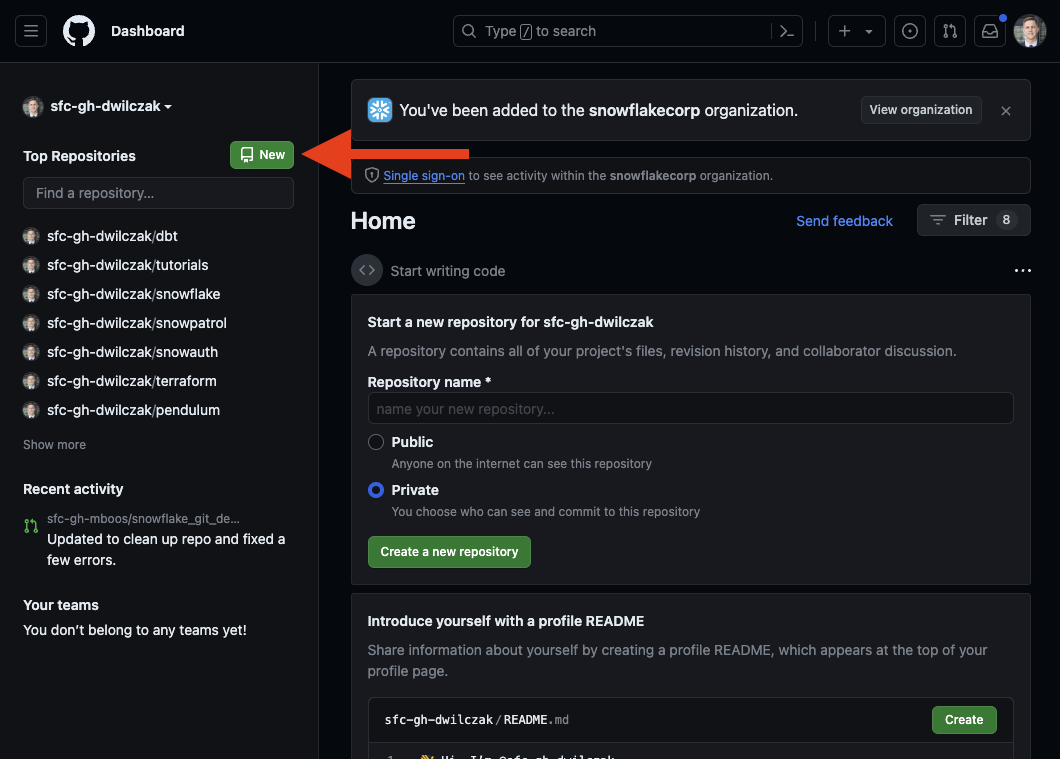 Dashboard
Type / to search
sfc-gh-dwilczak
Top Repositories
New
Find a repository...
sfc-gh-dwilczak/dbt
sfc-gh-dwilczak/tutorials
sfc-gh-dwilczak/snowflake
sfc-gh-dwilczak/snowpatrol
sfc-gh-dwilczak/snowauth
sfc-gh-dwilczak/terraform
sfc-gh-dwilczak/pendulum
Show more
Recent activity
sfc-gh-mboos/snowflake_git_de...
Updated to clean up repo and fixed a
few errors.
Your teams
You don’t belong to any teams yet!
You've been added to the snowflakecorp organization.
View organization
Single sign-on to see activity within the snowflakecorp organization.
Home
Send feedback
Filter 8
Start writing code
Start a new repository for sfc-gh-dwilczak
A repository contains all of your project's files, revision history, and collaborator discussion.
Repository name *
name your new repository...
Public
Anyone on the internet can see this repository
Private
You choose who can see and commit to this repository
Create a new repository
Introduce yourself with a profile README
Share information about yourself by creating a profile README, which appears at the top of your
profile page.
sfc-gh-dwilczak/README.md
Create
1 👋 Hi, I’m @sfc-gh-dwilczak